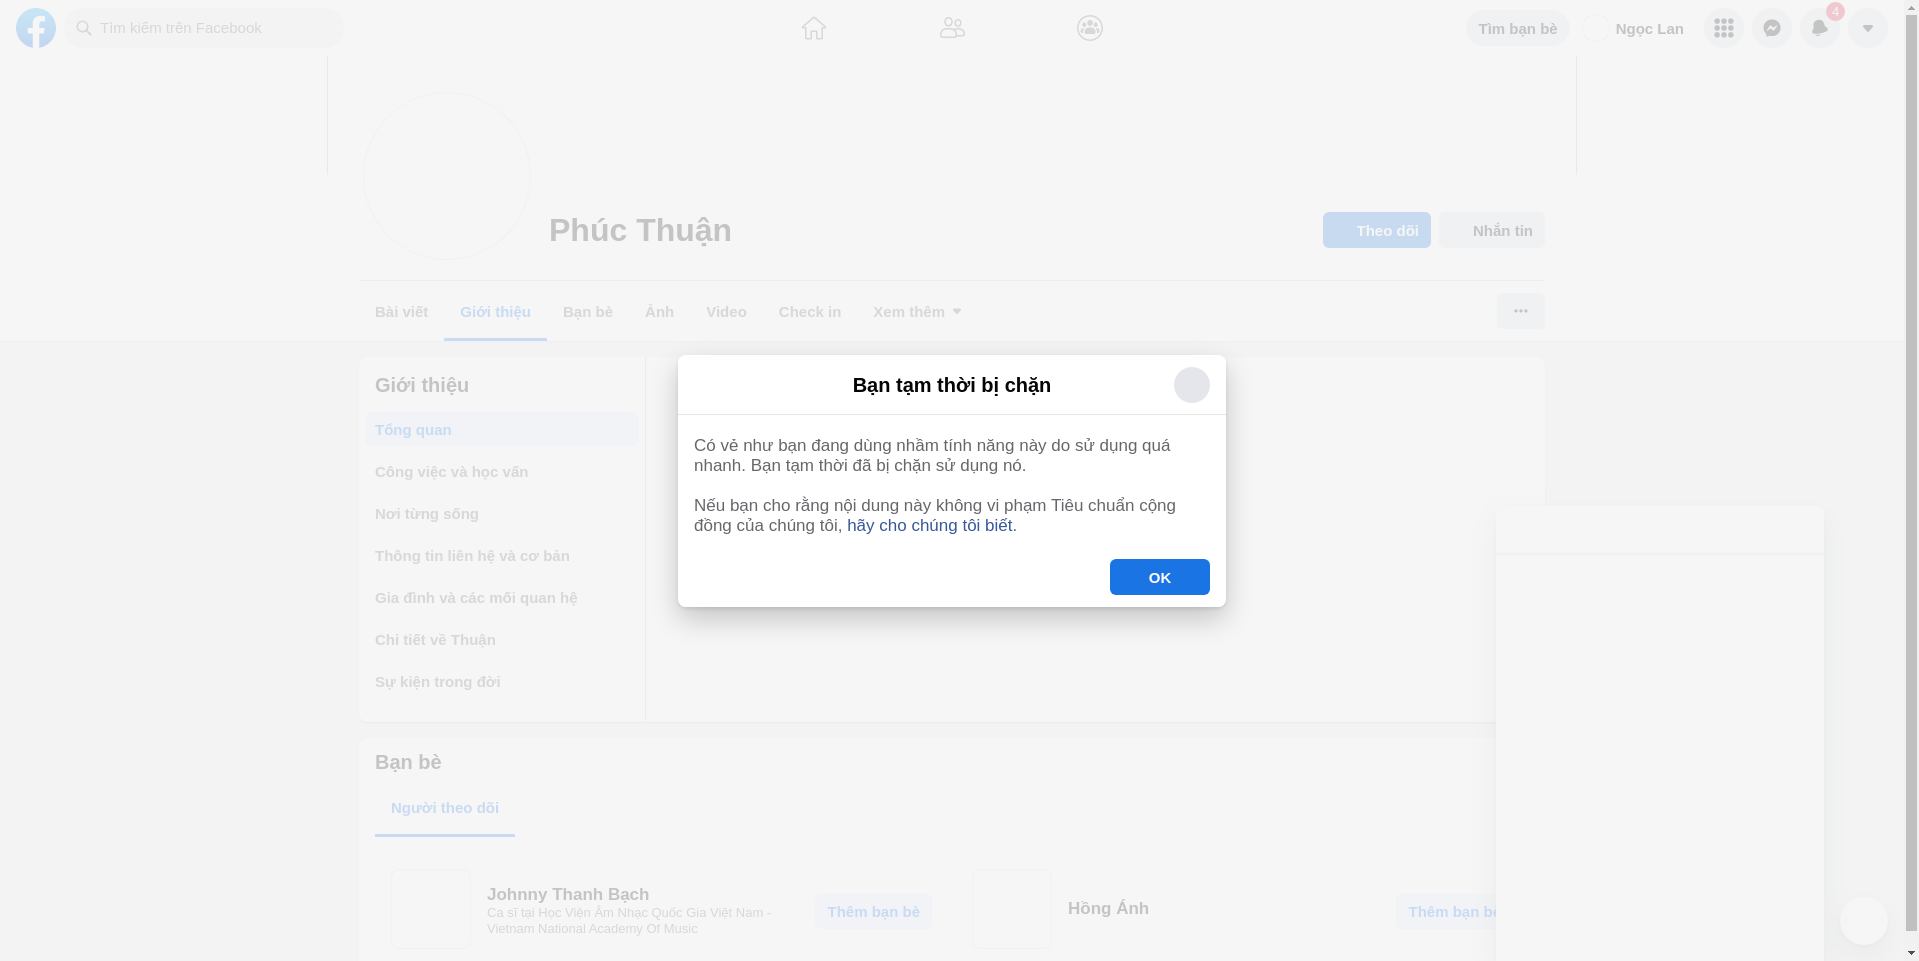 Tìm kiếm trên Facebook
Tìm bạn bè
Ngọc Lan
4
Phúc Thuận
Theo dõi
Nhắn tin
Bài viết
Giới thiệu
Bạn bè
Ảnh
Video
Check in
Xem thêm
Giới thiệu
Tổng quan
Công việc và học vấn
Nơi từng sống
Thông tin liên hệ và cơ bản
Gia đình và các mối quan hệ
Chi tiết về Thuận
Sự kiện trong đời
Bạn tạm thời bị chặn
Có vẻ như bạn đang dùng nhầm tính năng này do sử dụng quá
nhanh. Bạn tạm thời đã bị chặn sử dụng nó.
Nếu bạn cho rằng nội dung này không vi phạm Tiêu chuẩn cộng
đồng của chúng tôi, hãy cho chúng tôi biết.
OK
Bạn bè
Người theo dõi
Johnny Thanh Bạch
Ca sĩ tại Học Viên Âm Nhạc Quốc Gia Việt Nam -
Vietnam National Academy Of Music
Thêm bạn bè
Hồng Ánh
Thêm bạn bè